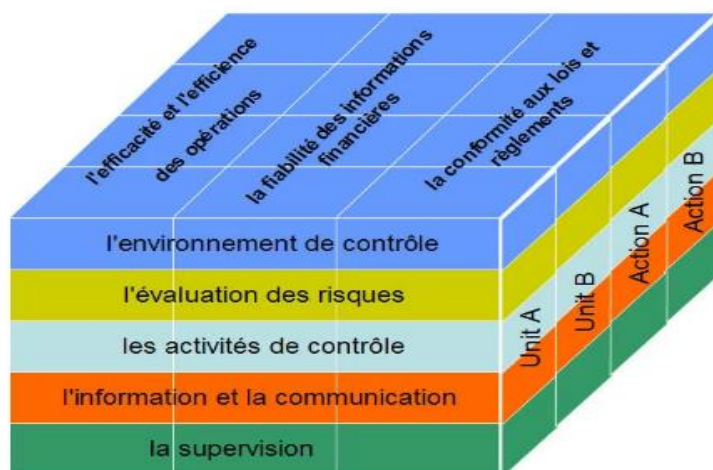 l'efficacité et l'efficience
des opérations
la fiabilité des informations
financières
la conformité aux lois et
règlements
l'environnement de contrôle
l'évaluation des risques
les activités de contrôle
l'information et la communication
la supervision
Unit A
Unit B
Action A
Action B